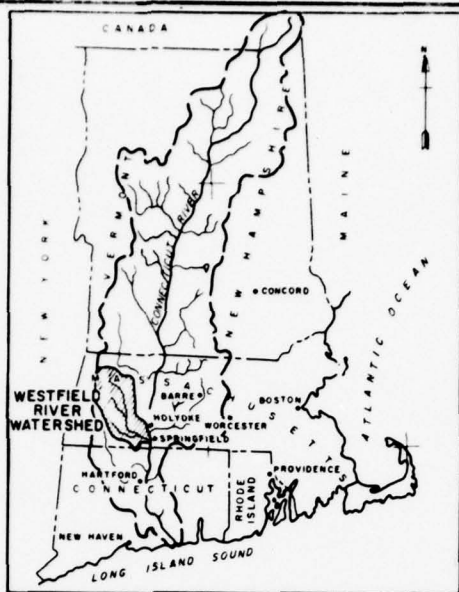 CANADA
N
VERMONT
NEW HAMPSHIRE
MAINE
NEW YORK
CONNECTICUT RIVER
CONCORD
ATLANTIC OCEAN
MASSACHUSETTS
BARRE
BOSTON
WESTFIELD
RIVER
WATERSHED
HOLYOKE
WORCESTER
SPRINGFIELD
HARTFORD
PROVIDENCE
CONNECTICUT
RHODE
ISLAND
NEW HAVEN
LONG ISLAND SOUND